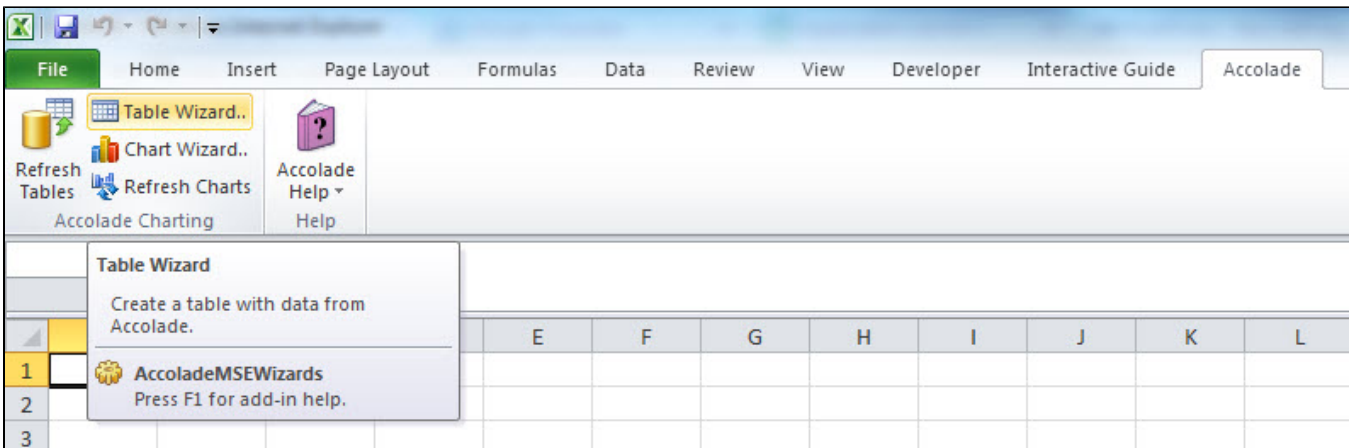 File Home Insert Page Layout Formulas Data Review View Developer Interactive Guide Accolade
Refresh Tables
Table Wizard..
Chart Wizard..
Refresh Charts
Accolade Charting
Accolade Help
Help
Table Wizard
Create a table with data from
Accolade.
AccoladeMSEWizards
Press F1 for add-in help.
E F G H I J K L
1
2
3